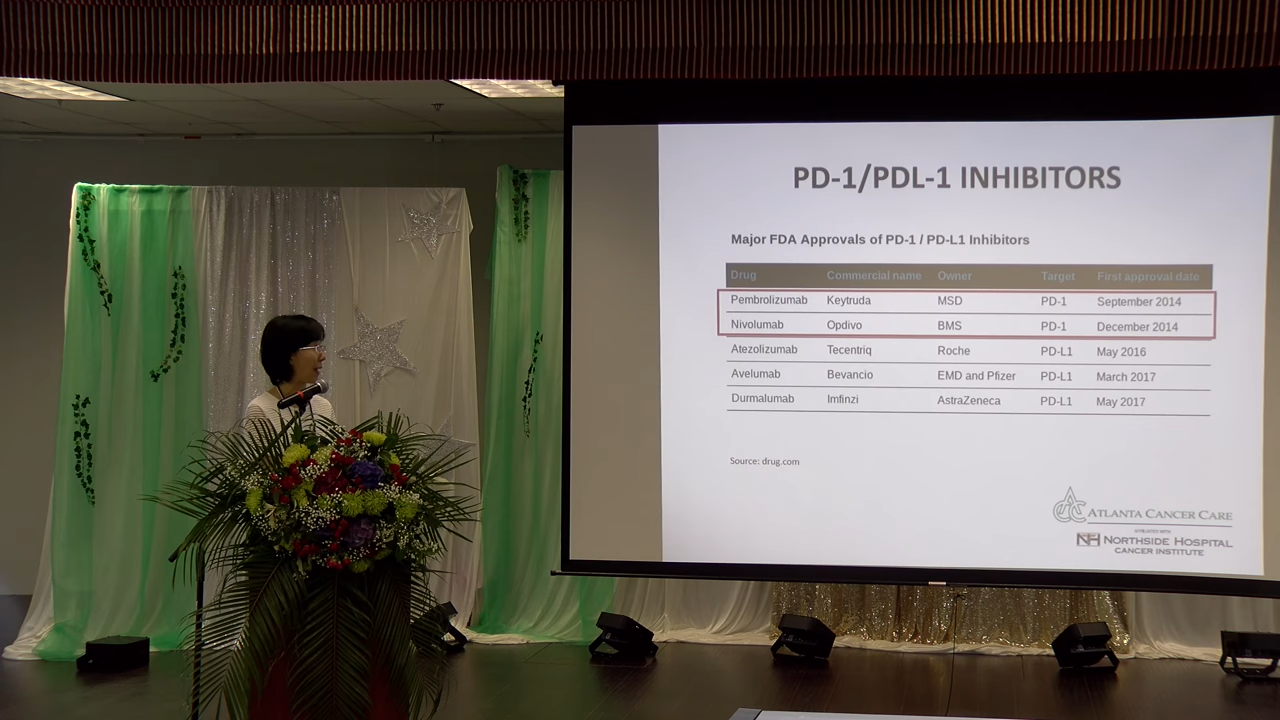 PD-1/PDL-1 INHIBITORS
Major FDA Approvals of PD-1 / PD-L1 Inhibitors
Drug Commercial name Owner Target First approval date
Pembrolizumab Keytruda MSD PD-1 September 2014
Nivolumab Opdivo BMS PD-1 December 2014
Atezolizumab Tecentriq Roche PD-L1 May 2016
Avelumab Bevancio EMD and Pfizer PD-L1 March 2017
Durmalumab Imfinzi AstraZeneca PD-L1 May 2017
Source: drug.com
ATLANTA CANCER CARE
AFFILIATED WITH
NORTHSIDE HOSPITAL
CANCER INSTITUTE